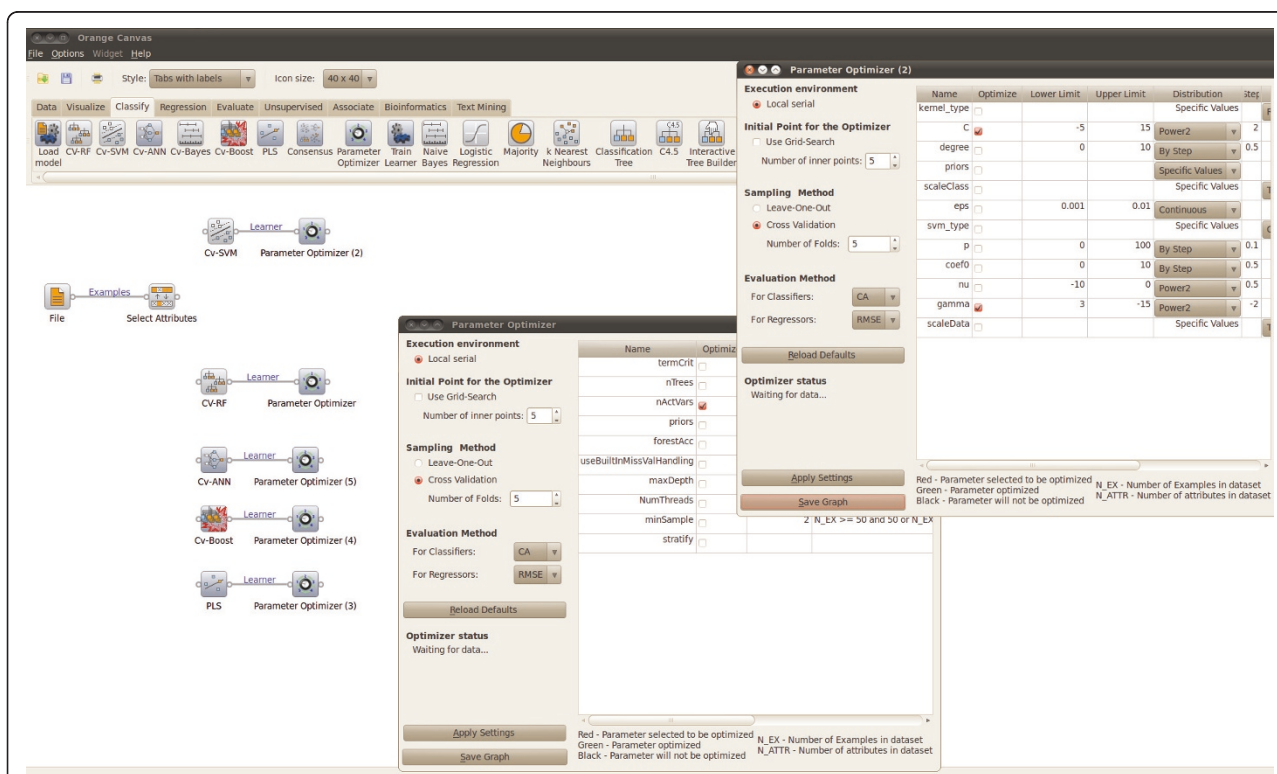 Orange Canvas
File Options Widget Help
Style: Tabs with labels Icon size: 40 x 40
Data Visualize Classify Regression Evaluate Unsupervised Associate Bioinformatics Text Mining
Load model CV-RF Cv-SVM Cv-ANN Cv-Bayes Cv-Boost PLS Consensus Parameter Optimizer Train Learner Naive Bayes Logistic Regression Majority k Nearest Neighbours Classification Tree C4.5 Interactive Tree Builder
C4.5
Learner
Cv-SVM Parameter Optimizer (2)
Examples
File Select Attributes
Learner
CV-RF Parameter Optimizer
Learner
Cv-ANN Parameter Optimizer (5)
Learner
Cv-Boost Parameter Optimizer (4)
Learner
PLS Parameter Optimizer (3)
Parameter Optimizer
Execution environment
Local serial
Initial Point for the Optimizer
Use Grid-Search
Number of inner points: 5
Sampling Method
Leave-One-Out
Cross Validation
Number of Folds: 5
Evaluation Method
For Classifiers: CA
For Regressors: RMSE
Reload Defaults
Optimizer status
Waiting for data...
Apply Settings
Save Graph
Name Optimiz
termCrit
nTrees
nActVars
priors
forestAcc
useBuiltInMissValHandling
maxDepth
NumThreads
minSample 2 N_EX >= 50 and 50 or N_EX
stratify
Red - Parameter selected to be optimized
Green - Parameter optimized
Black - Parameter will not be optimized
N_EX - Number of Examples in dataset
N_ATTR - Number of attributes in dataset
Parameter Optimizer (2)
Execution environment
Local serial
Initial Point for the Optimizer
Use Grid-Search
Number of inner points: 5
Sampling Method
Leave-One-Out
Cross Validation
Number of Folds: 5
Evaluation Method
For Classifiers: CA
For Regressors: RMSE
Reload Defaults
Optimizer status
Waiting for data...
Apply Settings
Save Graph
Name Optimize Lower Limit Upper Limit Distribution Step
kernel_type Specific Values
C -5 15 Power2 2
degree 0 10 By Step 0.5
priors Specific Values
scaleClass Specific Values
eps 0.001 0.01 Continuous
svm_type Specific Values
p 0 100 By Step 0.1
coef0 0 10 By Step 0.5
nu -10 0 Power2 0.5
gamma 3 -15 Power2 -2
scaleData Specific Values
Red - Parameter selected to be optimized
Green - Parameter optimized
Black - Parameter will not be optimized
N_EX - Number of Examples in dataset
N_ATTR - Number of attributes in dataset